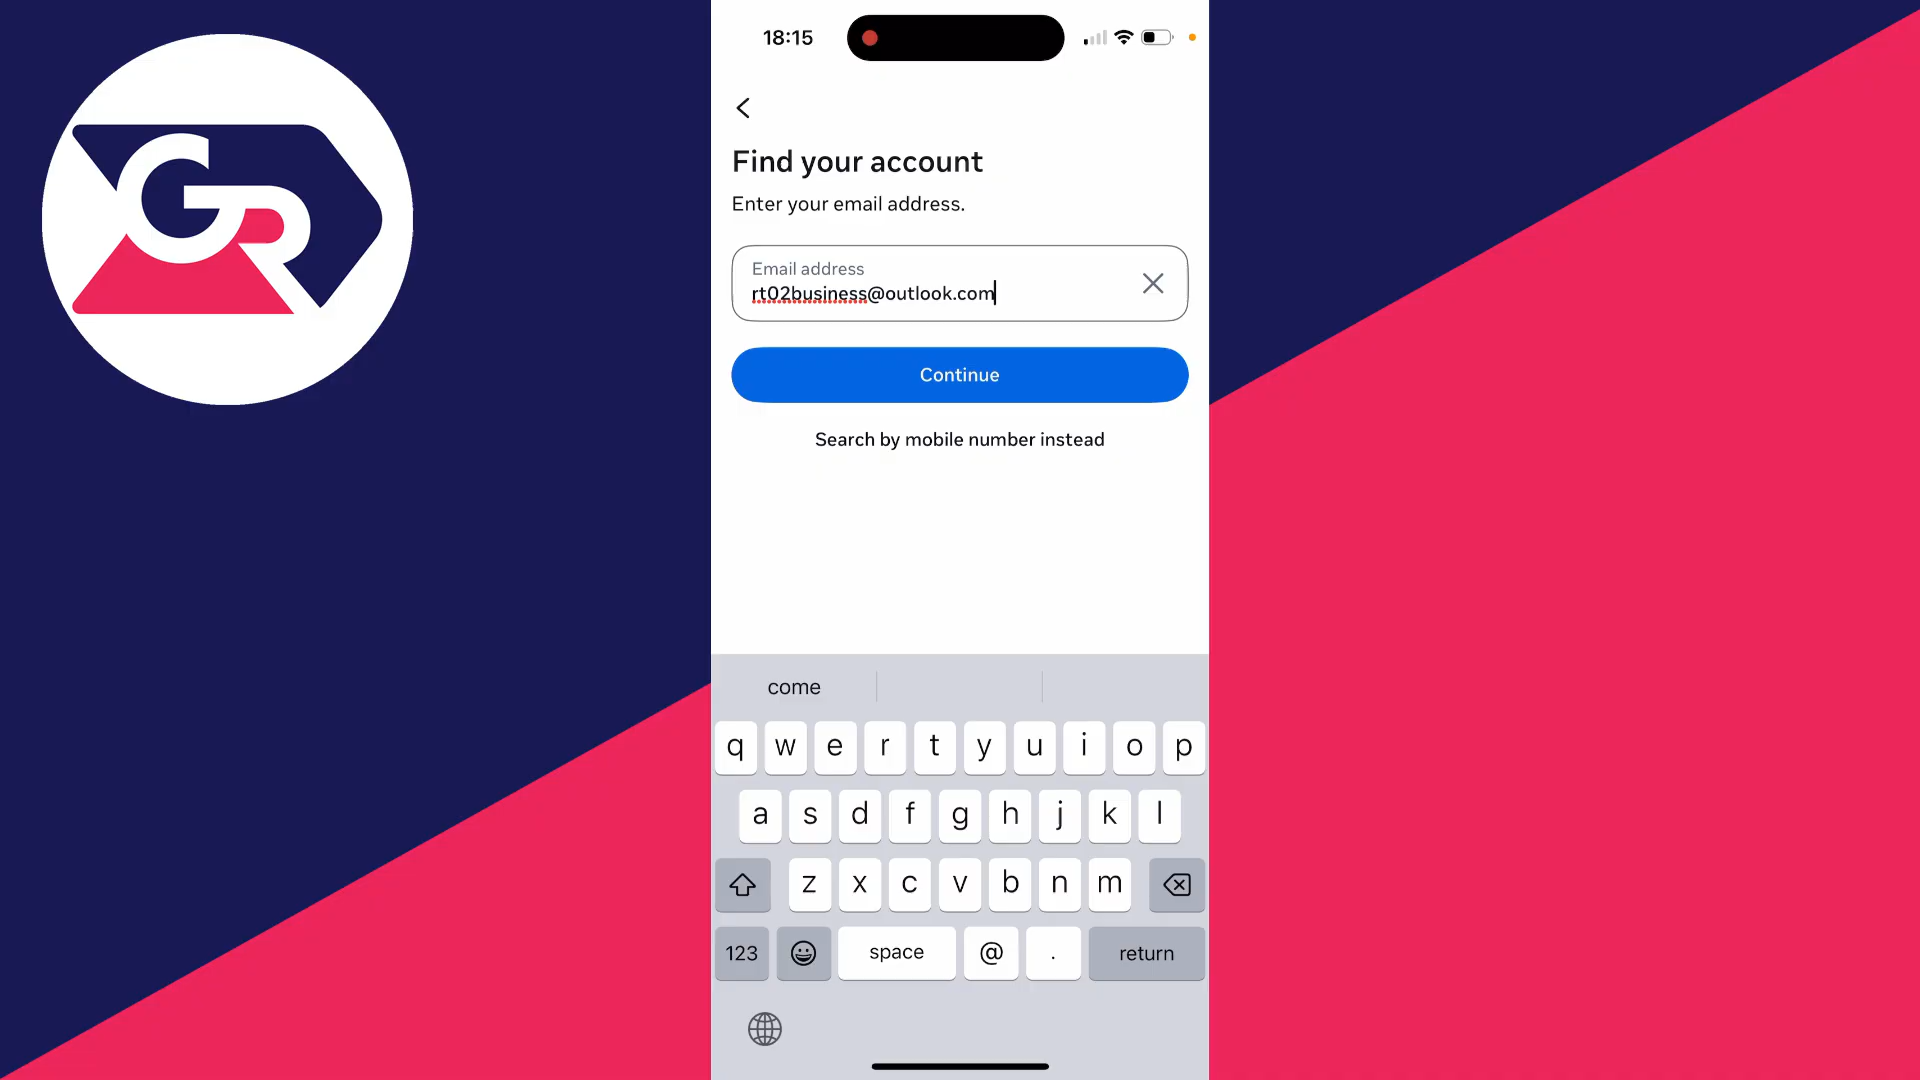 GR
18:15
Find your account
Enter your email address.
Email address
rt02business@outlook.com
Continue
Search by mobile number instead
come
q w e r t y u i o p
a s d f g h j k l
z x c v b n m
123 space @ . return